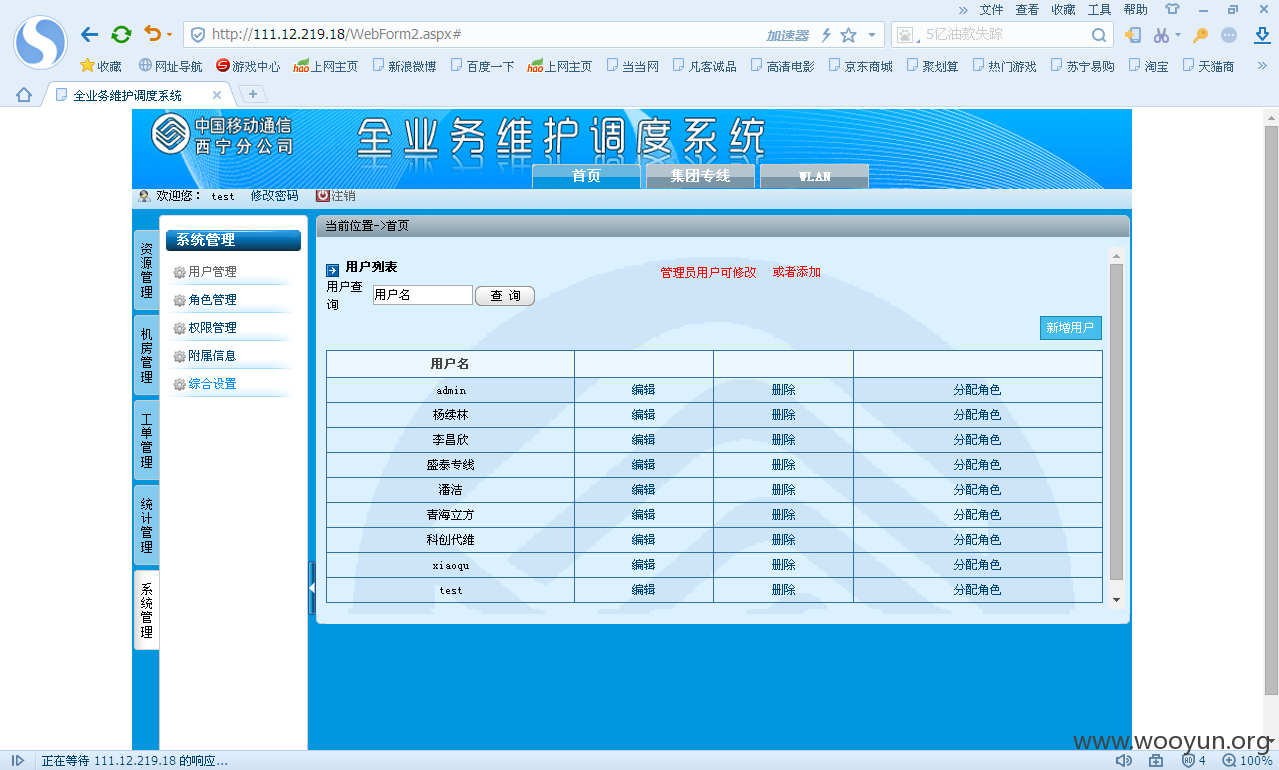 » 文件 查看 收藏 工具 帮助
http://111.12.219.18/WebForm2.aspx# 加速器 5亿油款失踪
收藏 网址导航 游戏中心 hao上网主页 新浪微博 百度一下 hao上网主页 当当网 凡客诚品 高清电影 京东商城 聚划算 热门游戏 苏宁易购 淘宝 天猫商 »
全业务维护调度系统 × +
中国移动通信
西宁分公司
全业务维护调度系统
首页 集团专线 WLAN
欢迎您： test 修改密码 注销
资源管理
机房管理
工单管理
统计管理
系统管理
系统管理
用户管理
角色管理
权限管理
附属信息
综合设置
当前位置->首页
用户列表
管理员用户可修改 或者添加
用户查询 用户名 查 询
新增用户
用户名
admin 编辑 删除 分配角色
杨续林 编辑 删除 分配角色
李昌欣 编辑 删除 分配角色
盛泰专线 编辑 删除 分配角色
潘洁 编辑 删除 分配角色
青海立方 编辑 删除 分配角色
科创代维 编辑 删除 分配角色
xiaoqu 编辑 删除 分配角色
test 编辑 删除 分配角色
www.wooyun.org
正在等待 111.12.219.18 的响应... 4 100%